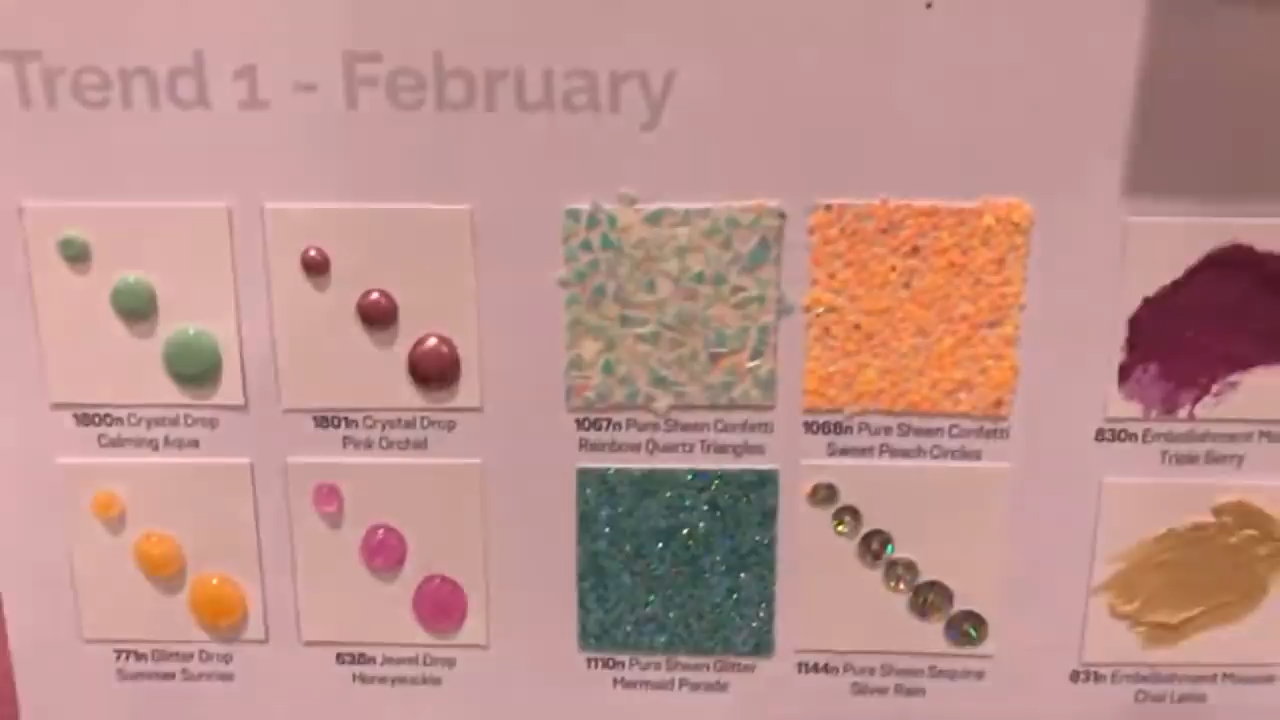 Trend 1 - February
1800n Crystal Drop
Calming Aqua
1801n Crystal Drop
Pink Orchid
1067n Pure Sheen Confetti
Rainbow Quartz Triangles
1068n Pure Sheen Confetti
Sweet Peach Circles
830n Embellishment Mo
Triple Berry
771n Glitter Drop
Summer Sunrise
638n Jewel Drop
Honeysuckle
1110n Pure Sheen Glitter
Mermaid Parade
1144n Pure Sheen Sequins
Silver Rain
831n Embellishment Mousse
Chai Latte